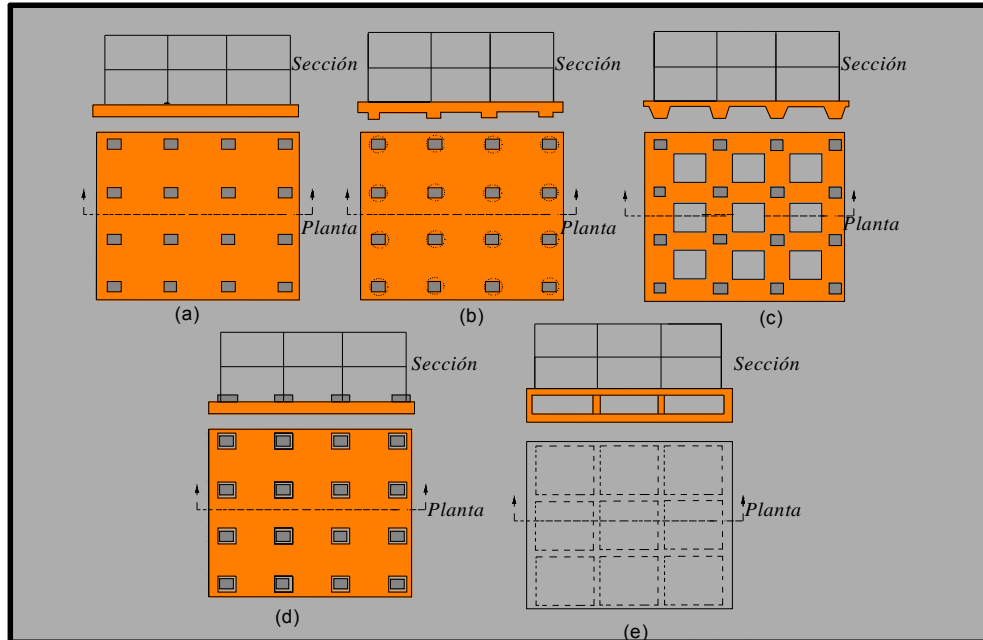 Sección
Planta
(a)
Sección
Planta
(b)
Sección
Planta
(c)
Sección
Planta
(d)
Sección
Planta
(e)